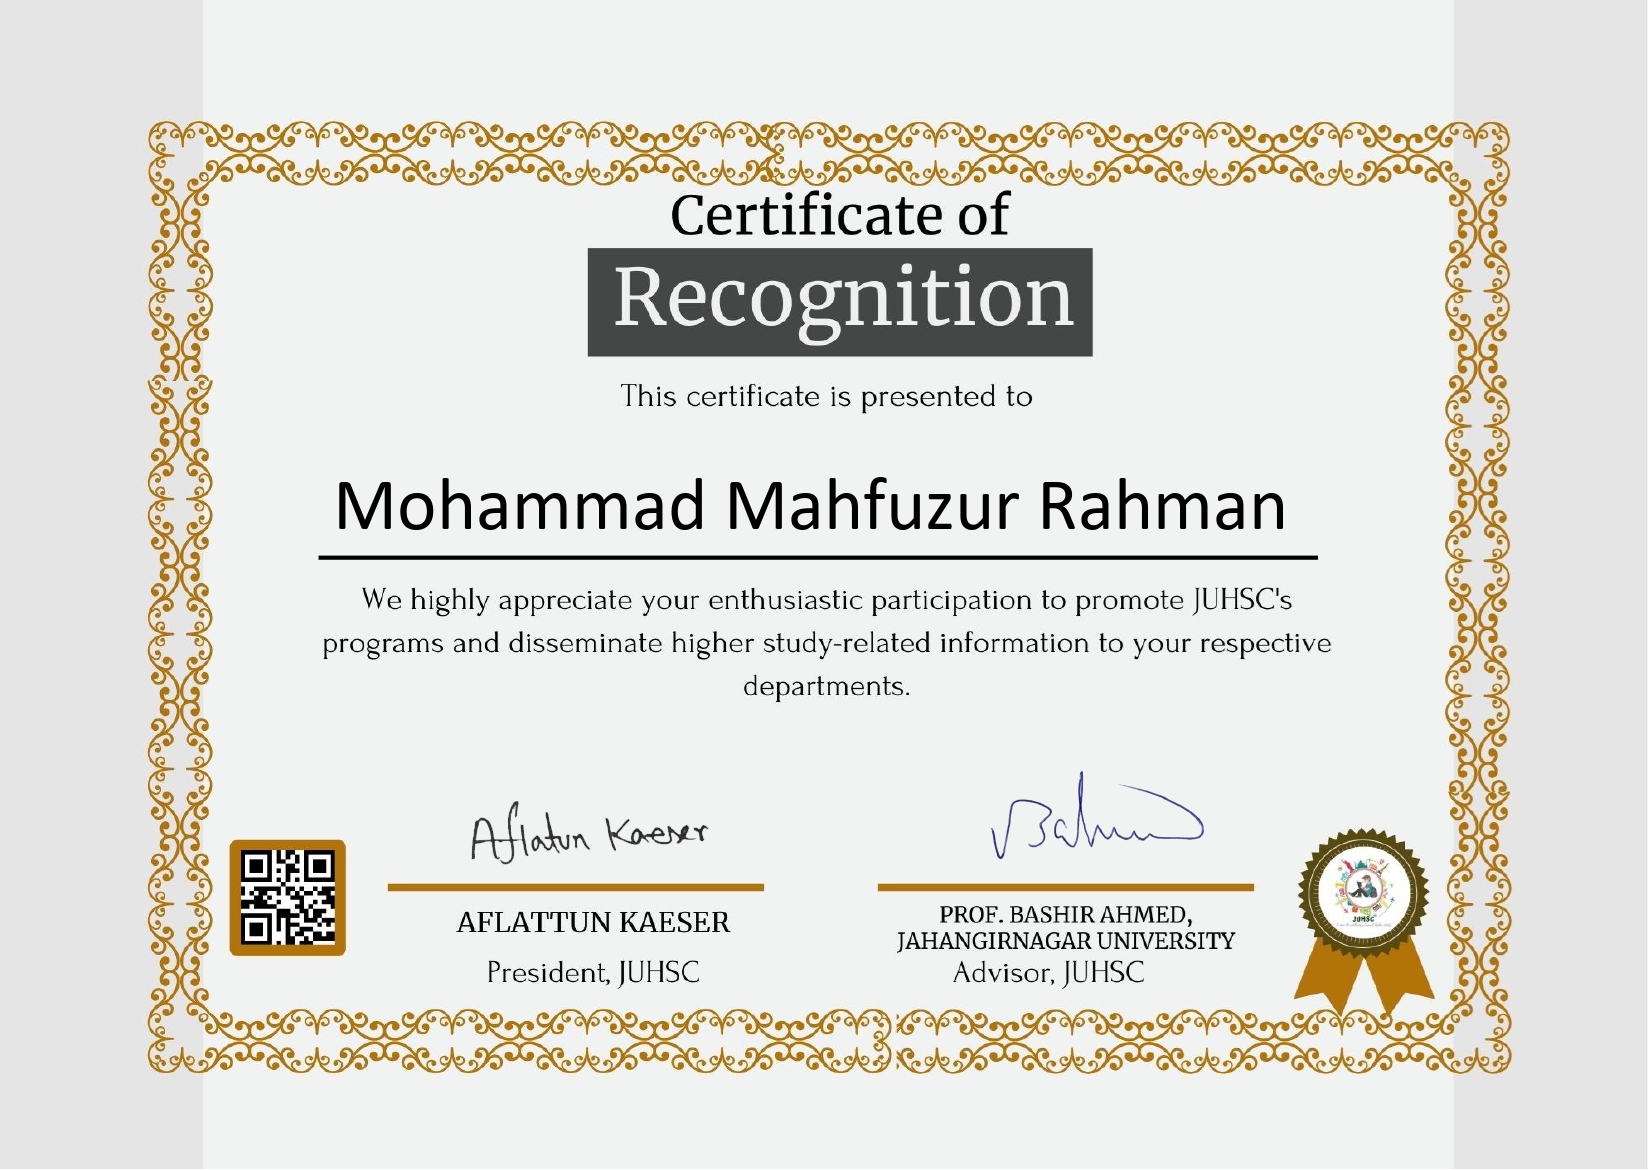 Certificate of
Recognition
This certificate is presented to
Mohammad Mahfuzur Rahman
We highly appreciate your enthusiastic participation to promote JUHSC's
programs and disseminate higher study-related information to your respective
departments.
Aflatun Kaeser
AFLATTUN KAESER
President, JUHSC
PROF. BASHIR AHMED,
JAHANGIRNAGAR UNIVERSITY
Advisor, JUHSC
JUHSC